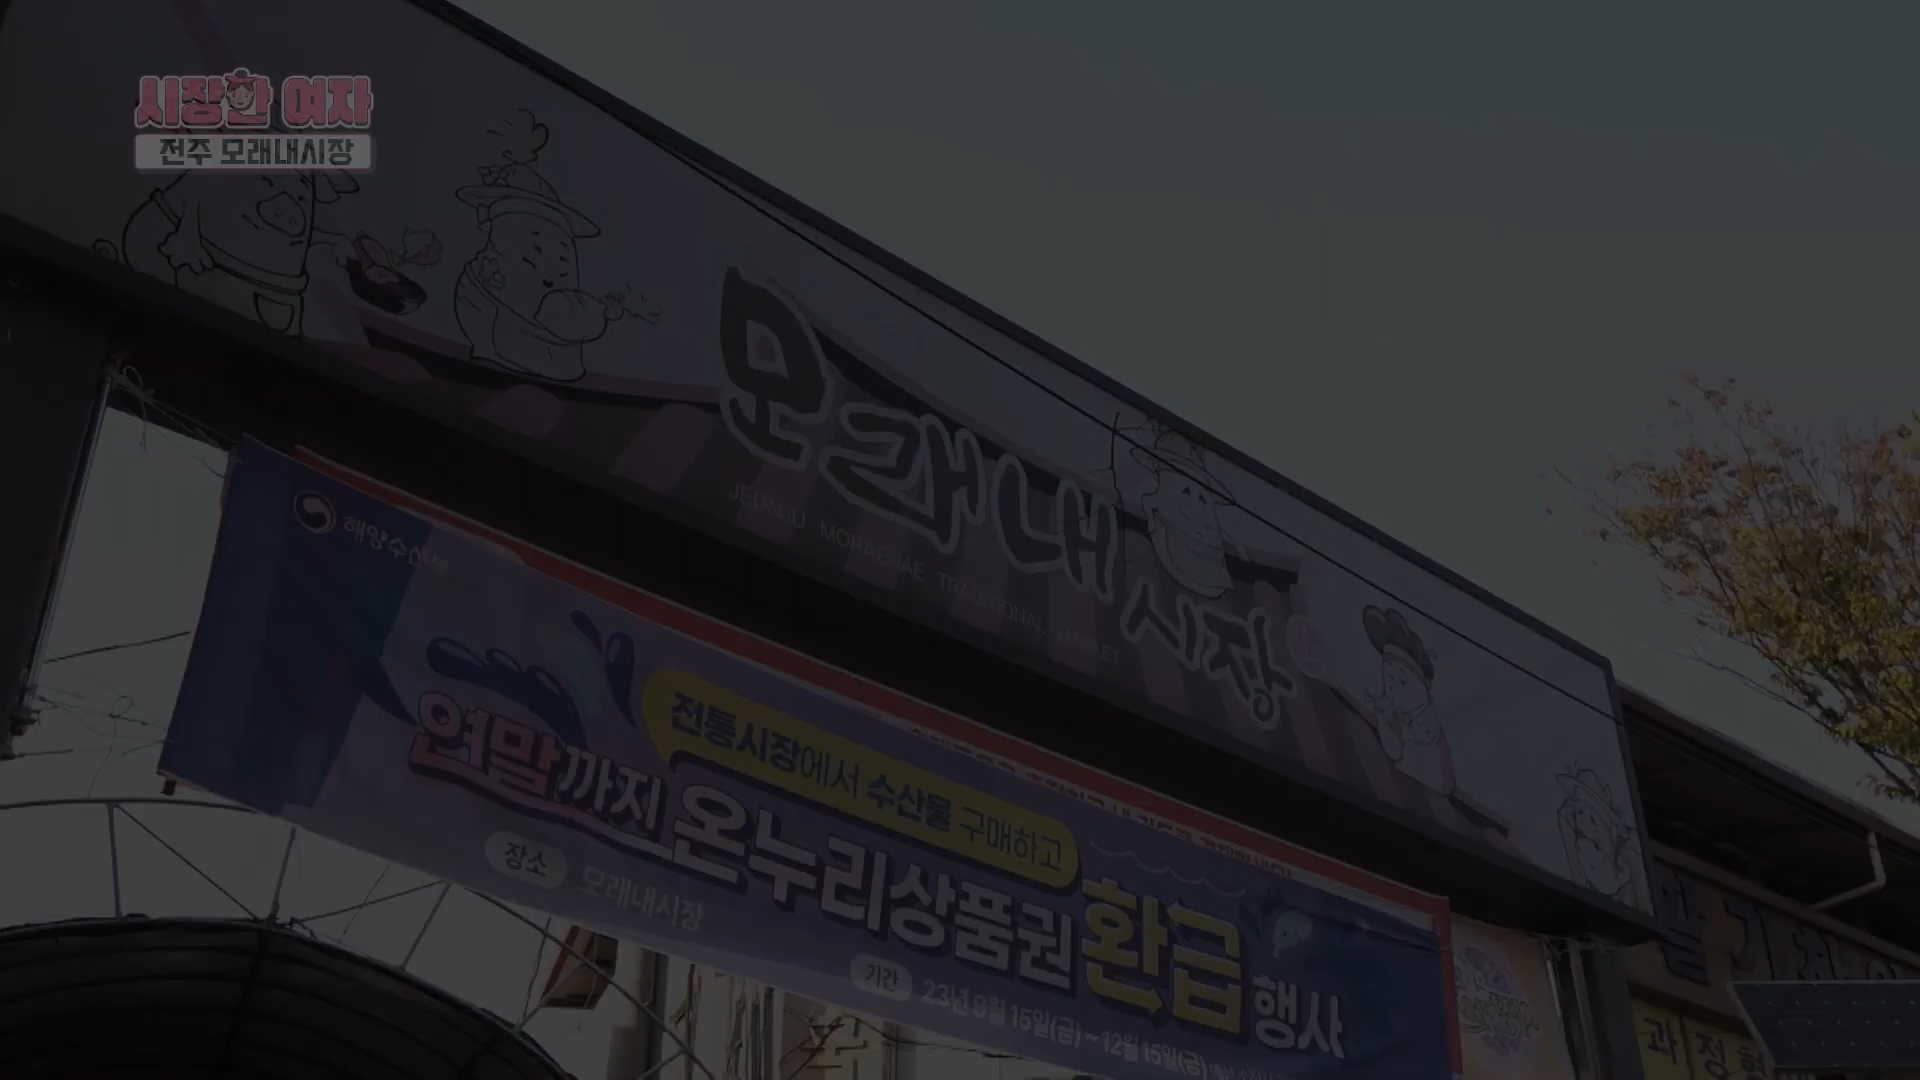 시장한 여자
전주 모래내시장
모래내시장
JEONJU MORAENAE TRADITIONAL MARKET
해양수산부
전통시장에서 수산물 구매하고
연말까지 온누리상품권 환급 행사
장소 모래내시장
기간 23년 9월 15일(금) ~ 12월 15일(금)